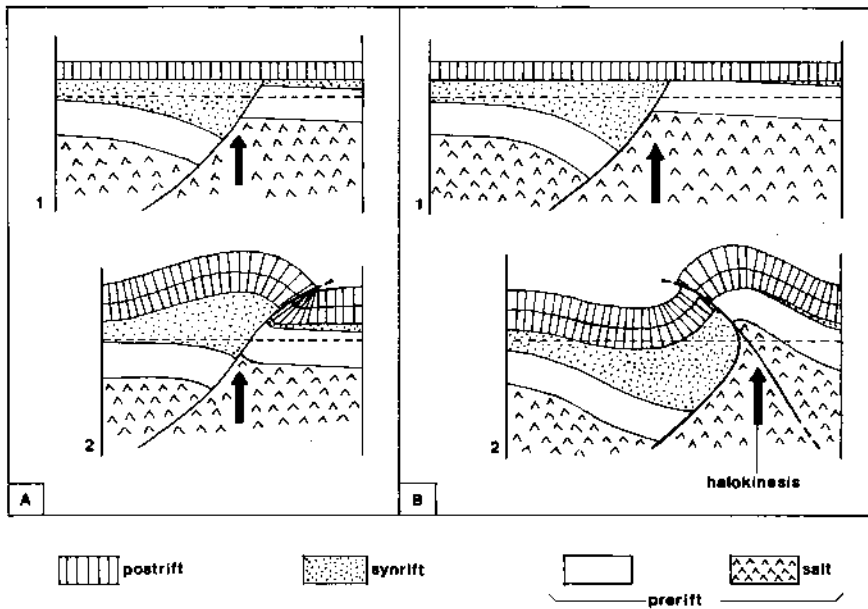 1
1
2
2
halokinesis
A
B
postrift
synrift
salt
prerift